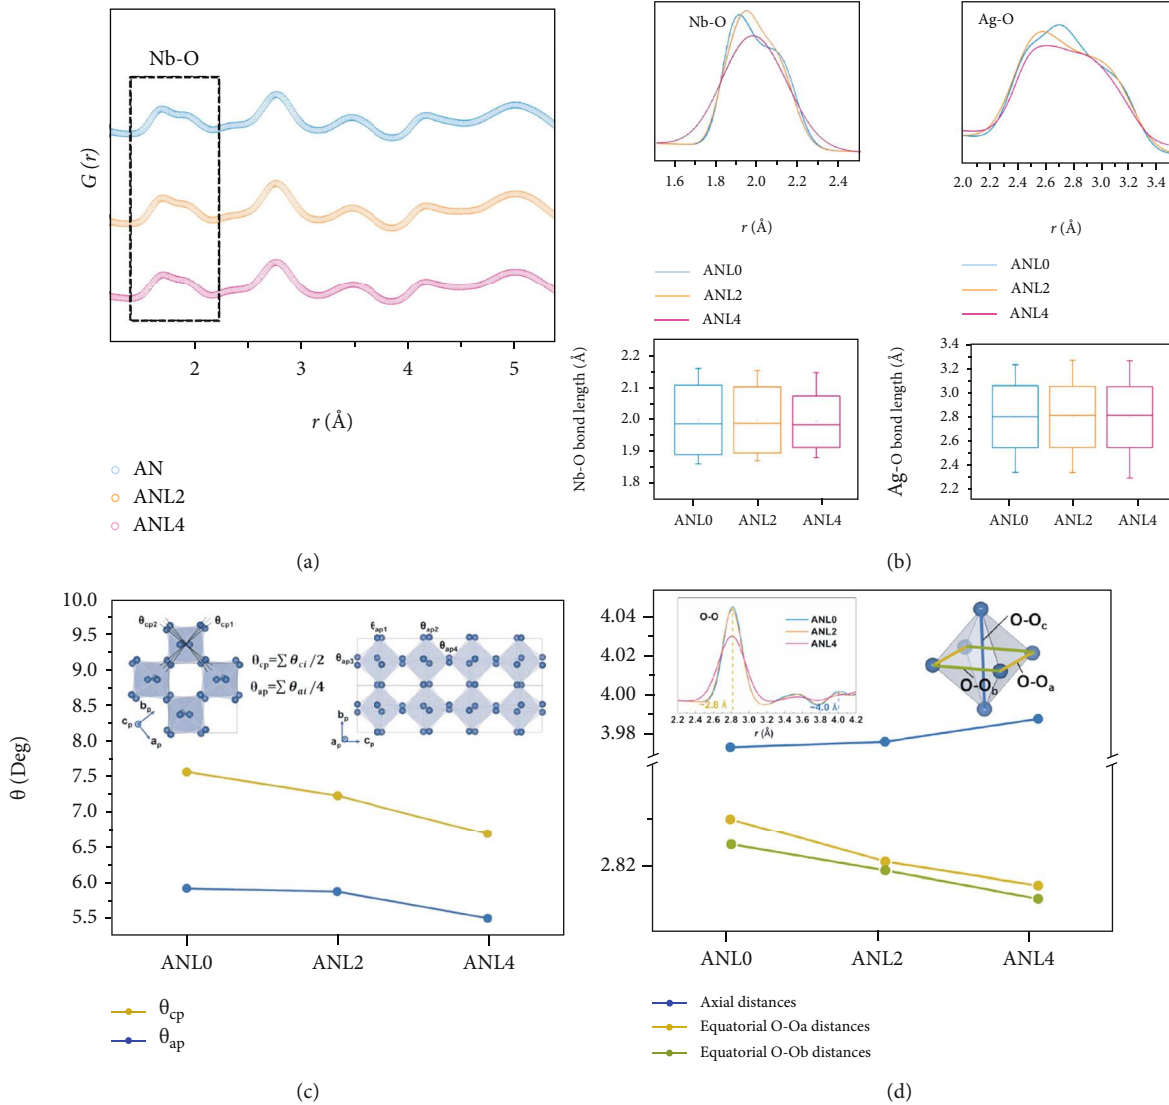 Nb-O
G (r)
2
3
4
5
r (Å)
AN
ANL2
ANL4
(a)
Nb-O
1.6
1.8
2.0
2.2
2.4
r (Å)
ANL0
ANL2
ANL4
Ag-O
2.0
2.2
2.4
2.6
2.8
3.0
3.2
3.4
r (Å)
ANL0
ANL2
ANL4
Nb-O bond length (Å)
2.2
2.1
2.0
1.9
1.8
ANL0
ANL2
ANL4
Ag-O bond length (Å)
3.4
3.2
3.0
2.8
2.6
2.4
2.2
ANL0
ANL2
ANL4
(b)
θ (Deg)
10.0
9.5
9.0
8.5
8.0
7.5
7.0
6.5
6.0
5.5
θcp2
θcp1
θcp=∑ θci/2
θap=∑ θai/4
bp
cp
ap
θap1
θap2
θap3
θap4
bp
ap
cp
ANL0
ANL2
ANL4
θcp
θap
(c)
4.04
4.02
4.00
3.98
2.82
O-O
ANL0
ANL2
ANL4
~2.8 Å
~4.0 Å
2.2 2.4 2.6 2.8 3.0 3.2 3.4 3.6 3.8 4.0 4.2
r (Å)
O-Oc
O-Oa
O-Ob
ANL0
ANL2
ANL4
Axial distances
Equatorial O-Oa distances
Equatorial O-Ob distances
(d)